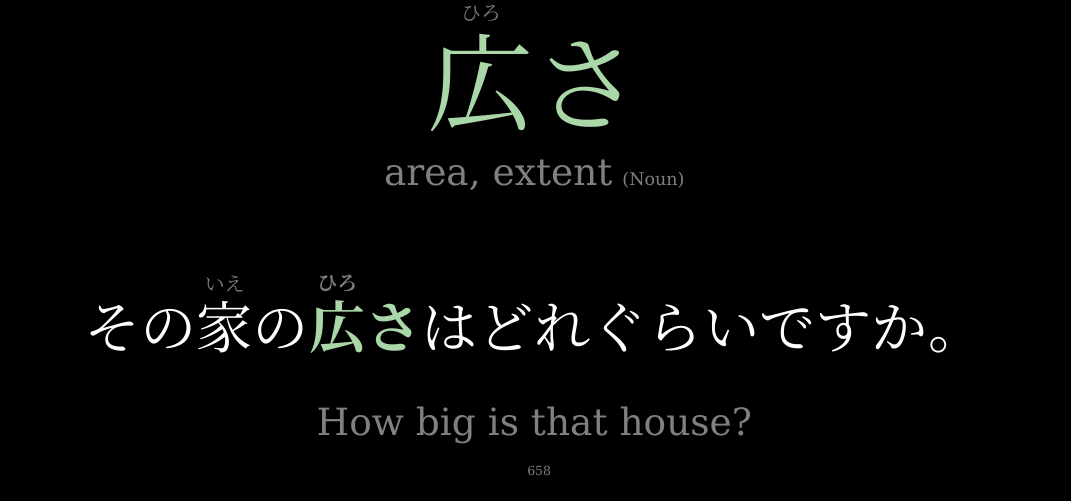 ひろ
広さ
area, extent (Noun)
いえ ひろ
その家の広さはどれぐらいですか。
How big is that house?
658